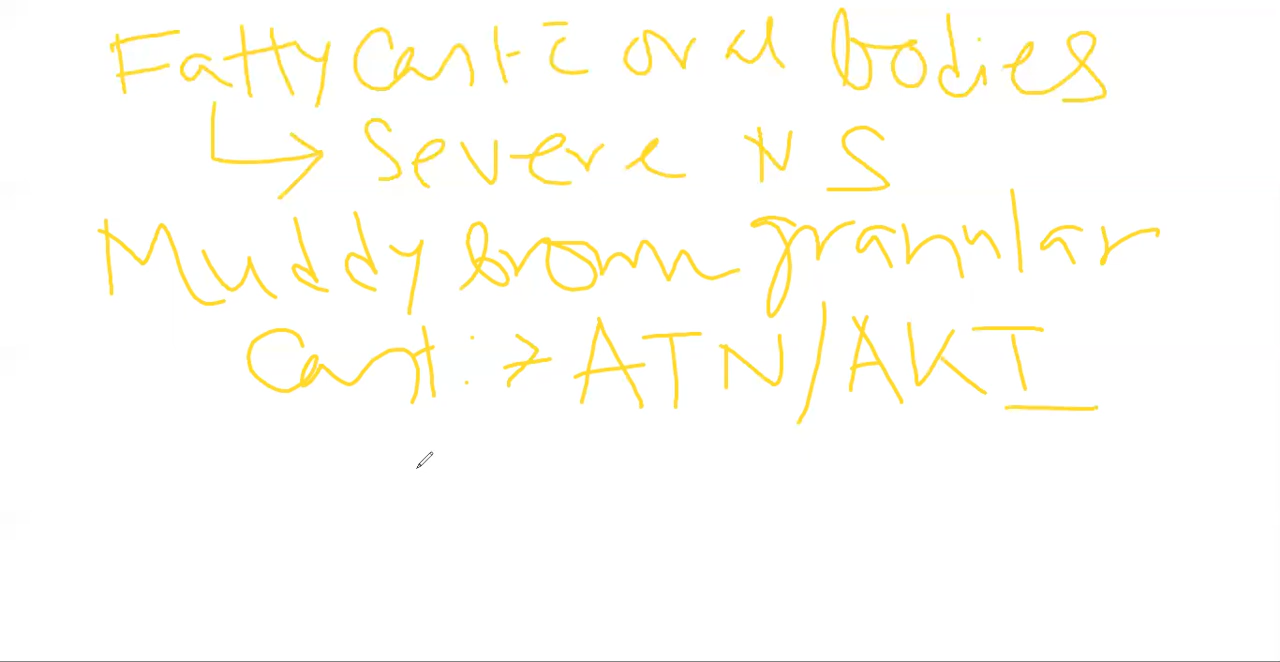 Fatty Cast c̄ oval bodies
↳ Severe NS
Muddy brown granular
Cast :→ ATN/AKI